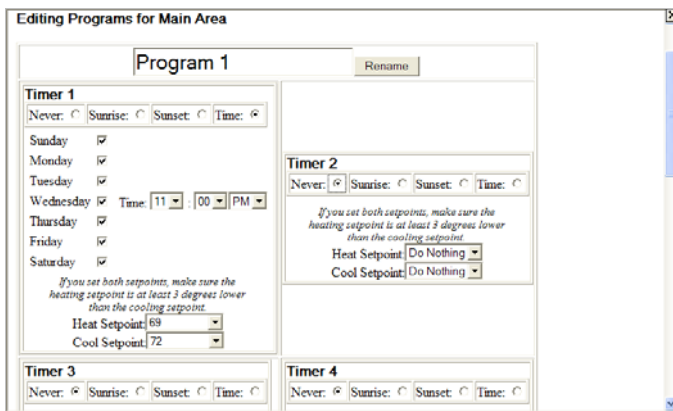 Editing Programs for Main Area
Program 1
Rename
Timer 1
Never: Sunrise: Sunset: Time:
Sunday
Monday
Tuesday
Wednesday Time: 11 : 00 PM
Thursday
Friday
Saturday
If you set both setpoints, make sure the
heating setpoint is at least 3 degrees lower
than the cooling setpoint.
Heat Setpoint: 69
Cool Setpoint: 72
Timer 2
Never: Sunrise: Sunset: Time:
If you set both setpoints, make sure the
heating setpoint is at least 3 degrees lower
than the cooling setpoint.
Heat Setpoint: Do Nothing
Cool Setpoint: Do Nothing
Timer 3
Never: Sunrise: Sunset: Time:
Timer 4
Never: Sunrise: Sunset: Time: